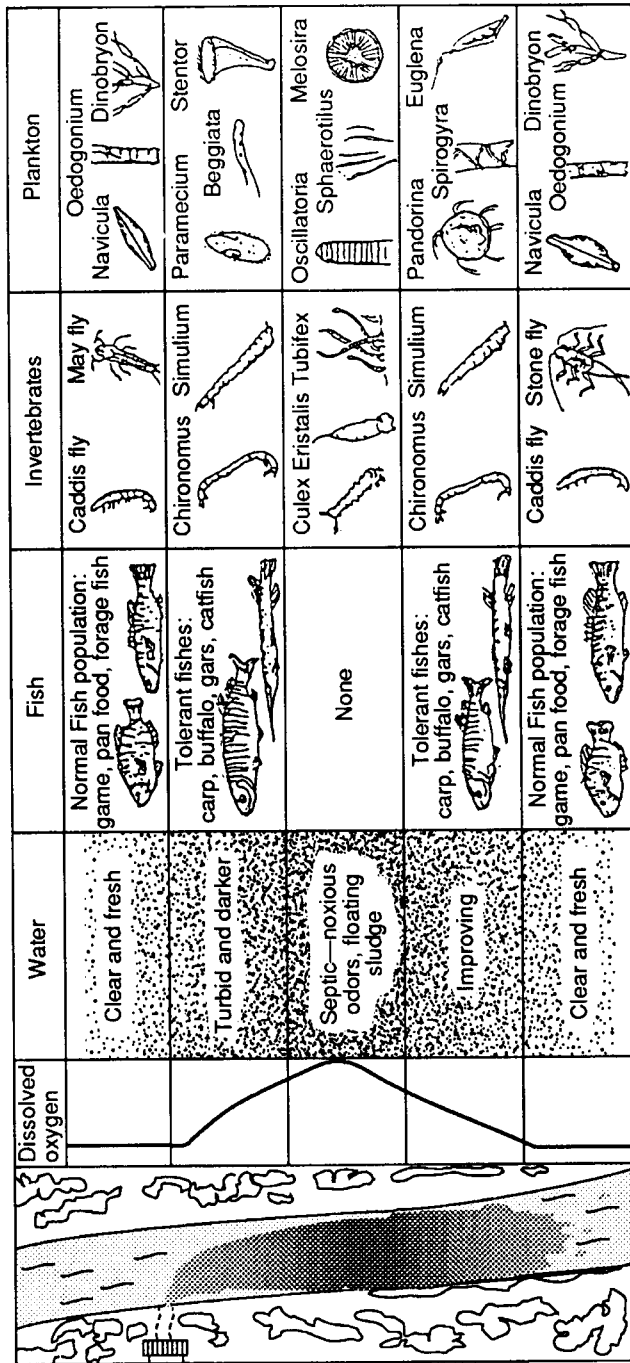 Dissolved
oxygen
Water
Fish
Invertebrates
Plankton
Clear and fresh
Normal Fish population:
game, pan food, forage fish
Caddis fly
May fly
Navicula
Oedogonium
Dinobryon
Turbid and darker
Tolerant fishes:
carp, buffalo, gars, catfish
Chironomus
Simulium
Paramecium
Beggiata
Stentor
Septic—noxious
odors, floating
sludge
None
Culex
Eristalis
Tubifex
Oscillatoria
Sphaerotilus
Melosira
Improving
Tolerant fishes:
carp, buffalo, gars, catfish
Chironomus
Simulium
Pandorina
Spirogyra
Euglena
Clear and fresh
Normal Fish population:
game, pan food, forage fish
Caddis fly
Stone fly
Navicula
Oedogonium
Dinobryon